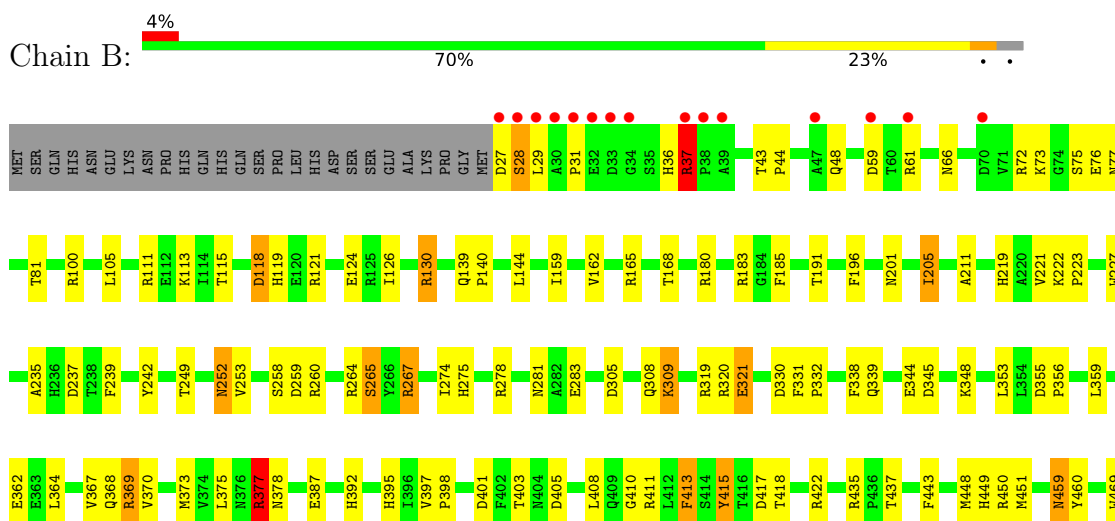 4%
Chain B:
70% 23% • •
MET SER GLN HIS ASN GLU LYS ASN PRO HIS GLN HIS GLN SER PRO LEU HIS ASP SER SER GLU ALA LYS PRO GLY MET D27 S28 L29 A30 P31 E32 D33 G34 S35 H36 R37 P38 A39 T43 P44 A47 Q48 D59 T60 R61 N66 D70 V71 R72 K73 G74 S75 E76 N77
T81 R100 L105 R111 E112 K113 I114 T115 D118 H119 E120 R121 E124 R125 I126 R130 Q139 P140 L144 I159 V162 R165 T168 R180 R183 G184 F185 T191 F196 N201 I205 A211 H219 A220 V221 K222 P223
A235 H236 D237 T238 F239 Y242 T249 N252 V253 S258 D259 R260 R264 S265 Y266 R267 I274 H275 R278 N281 A282 E283 D305 Q308 K309 R319 R320 E321 D330 F331 P332 F338 Q339 E344 D345 K348 L353 L354 D355 P356 L359
E362 E363 L364 V367 Q368 R369 V370 M373 V374 L375 N376 R377 N378 E387 H392 H395 I396 V397 P398 D401 F402 T403 N404 D405 L408 Q409 G410 R411 L412 F413 S414 Y415 T416 D417 T418 R422 R435 P436 T437 F443 M448 H449 R450 M451 N459 Y460